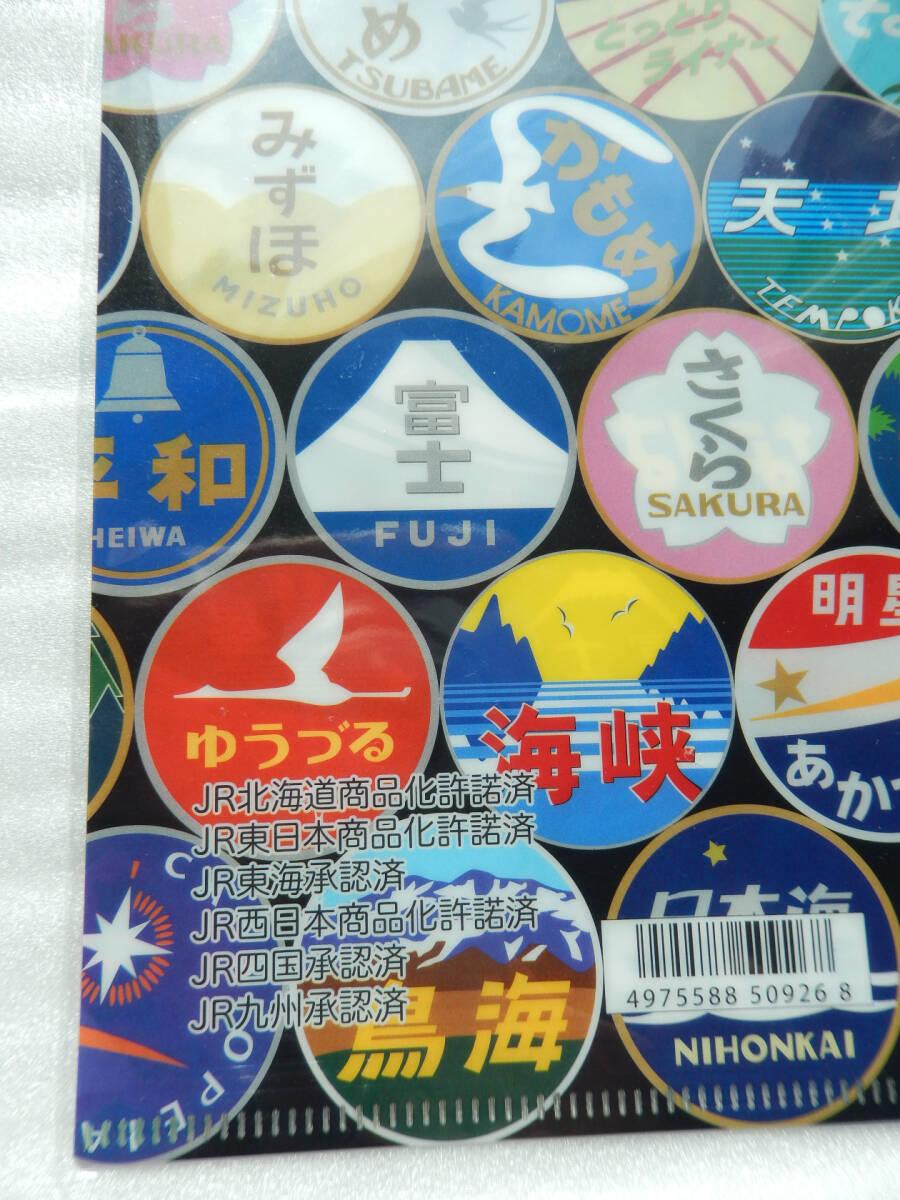 SAKURA
め
TSUBAME
とっとり
ライナー
みずほ
MIZUHO
かもめ
KAMOME
天
TEMPOK
平和
HEIWA
富士
FUJI
さくら
SAKURA
ゆうづる
海峡
明星
あか
JR北海道商品化許諾済
JR東日本商品化許諾済
JR東海承認済
JR西日本商品化許諾済
JR四国承認済
JR九州承認済
鳥海
日本海
NIHONKAI
4975588 50926 8